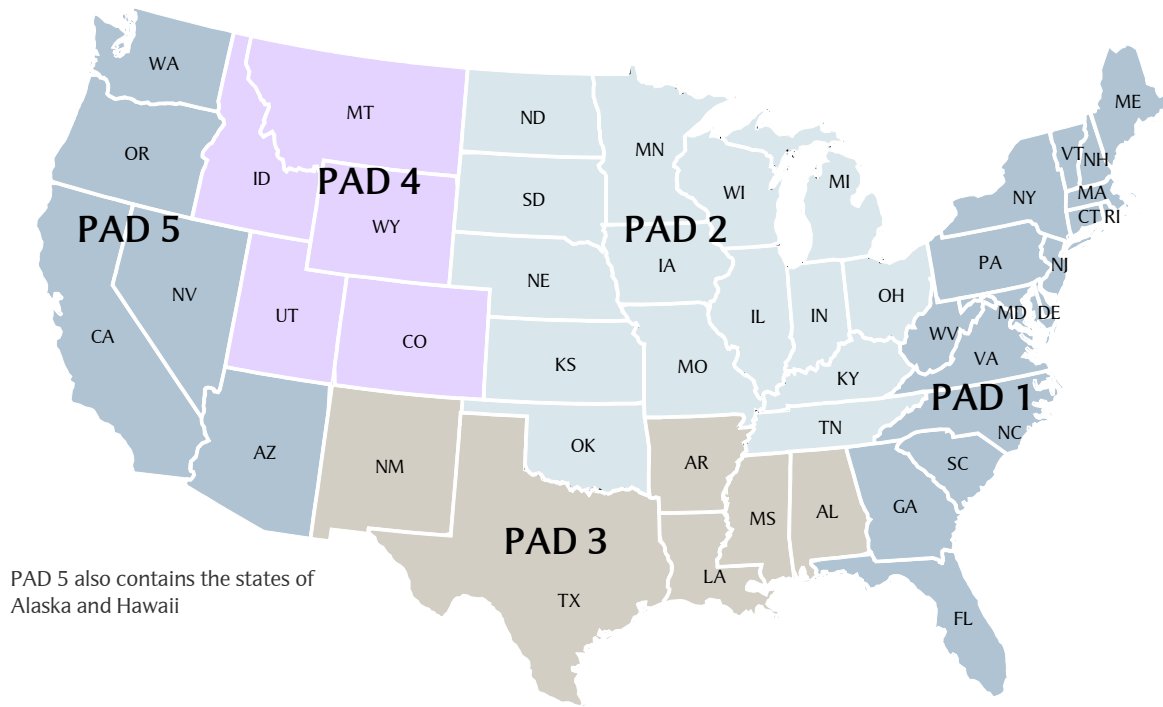 WA
ME
MT
ND
VT
NH
OR
MN
ID
PAD 4
MI
MA
WI
NY
SD
CT
RI
PAD 5
WY
PAD 2
PA
NJ
IA
NE
NV
OH
MD
DE
UT
IL
IN
CA
CO
WV
VA
KS
MO
KY
PAD 1
TN
NC
OK
AZ
NM
AR
SC
GA
MS
AL
PAD 3
LA
PAD 5 also contains the states of
Alaska and Hawaii
TX
FL